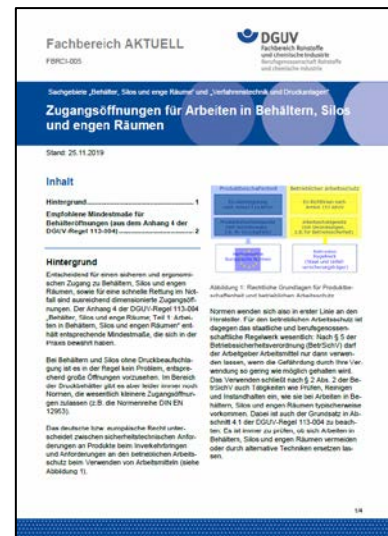 Fachbereich AKTUELL
FBRCI-005
DGUV
Fachbereich Rohstoffe
und chemische Industrie
Berufsgenossenschaft Rohstoffe
und chemische Industrie
Sachgebiete „Behälter, Silos und enge Räume“ und „Verfahrenstechnik und Druckanlagen“
Zugangsöffnungen für Arbeiten in Behältern, Silos
und engen Räumen
Stand: 25.11.2019
Inhalt
Hintergrund 1
Empfohlene Mindestmaße für
Behälteröffnungen (aus dem Anhang 4 der
DGUV-Regel 113-004) 2
Hintergrund
Entscheidend für einen sicheren und ergonomi-
schen Zugang zu Behältern, Silos und engen
Räumen, sowie für eine schnelle Rettung im Not-
fall sind ausreichend dimensionierte Zugangsöff-
nungen. Der Anhang 4 der DGUV-Regel 113-004
„Behälter, Silos und enge Räume; Teil 1: Arbei-
ten in Behältern, Silos und engen Räumen“ ent-
hält entsprechende Mindestmaße, die sich in der
Praxis bewährt haben.
Bei Behältern und Silos ohne Druckbeaufschla-
gung ist es in der Regel kein Problem, entspre-
chend große Öffnungen vorzusehen. Im Bereich
der Druckbehälter gibt es aber leider immer noch
Normen, die wesentlich kleinere Zugangsöff-
nungen zulassen (z.B. die Normenreihe DIN EN
12953).
Das deutsche bzw. europäische Recht unter-
scheidet zwischen sicherheitstechnischen Anfor-
derungen an Produkte beim Inverkehrbringen
und Anforderungen an den betrieblichen Arbeits-
schutz beim Verwenden von Arbeitsmitteln (siehe
Abbildung 1).
Produktbeschaffenheit
Betrieblicher Arbeitsschutz
Abbildung 1: Rechtliche Grundlagen für Produktbe-
schaffenheit und betrieblichen Arbeitsschutz
Normen wenden sich also in erster Linie an den
Hersteller. Für den betrieblichen Arbeitsschutz ist
dagegen das staatliche und berufsgenossen-
schaftliche Regelwerk wesentlich: Nach § 5 der
Betriebssicherheitsverordnung (BetrSichV) darf
der Arbeitgeber Arbeitsmittel nur dann verwen-
den lassen, wenn die Gefährdung durch ihre Ver-
wendung so gering wie möglich gehalten wird.
Das Verwenden schließt nach § 2 Abs. 2 der Be-
trSichV auch Tätigkeiten wie Prüfen, Reinigen
und Instandhalten ein, wie sie bei Arbeiten in Be-
hältern, Silos und engen Räumen typischerweise
vorkommen. Dabei ist auch der Grundsatz in Ab-
schnitt 4.1 der DGUV-Regel 113-004 zu beach-
ten: Es ist immer zu prüfen, ob sich Arbeiten in
Behältern, Silos und engen Räumen vermeiden
oder durch alternative Techniken ersetzen las-
sen.
1/4